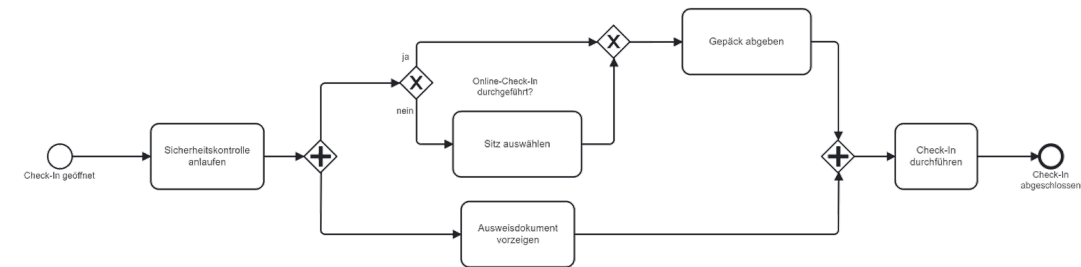 Check-In geöffnet
Sicherheitskontrolle
anlaufen
ja
nein
Online-Check-In
durchgeführt?
Sitz auswählen
Gepäck abgeben
Ausweisdokument
vorzeigen
Check-In
durchführen
Check-In
abgeschlossen